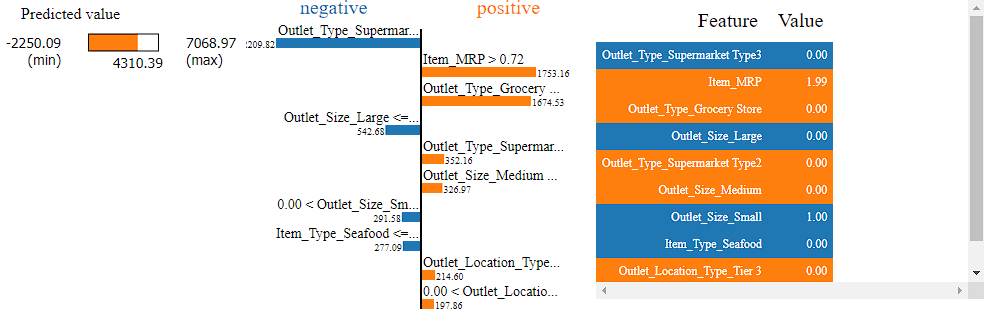 Predicted value
-2250.09
(min)
7068.97
(max)
4310.39
negative
positive
Outlet_Type_Supermar...
2209.82
Item_MRP > 0.72
1753.16
Outlet_Type_Grocery ...
1674.53
Outlet_Size_Large <=...
542.68
Outlet_Type_Supermar...
352.16
Outlet_Size_Medium ...
326.97
0.00 < Outlet_Size_Sm...
291.58
Item_Type_Seafood <=...
277.09
Outlet_Location_Type...
214.60
0.00 < Outlet_Locatio...
197.86
Feature Value
Outlet_Type_Supermarket Type3 0.00
Item_MRP 1.99
Outlet_Type_Grocery Store 0.00
Outlet_Size_Large 0.00
Outlet_Type_Supermarket Type2 0.00
Outlet_Size_Medium 0.00
Outlet_Size_Small 1.00
Item_Type_Seafood 0.00
Outlet_Location_Type_Tier 3 0.00